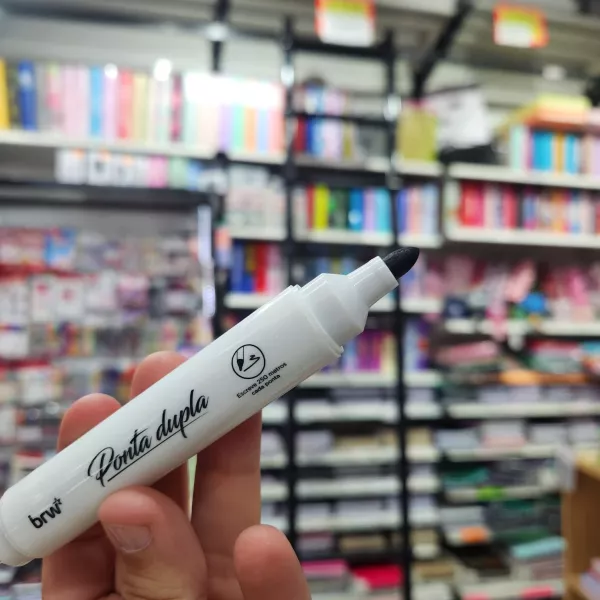 Escreve 250 metros
cada ponta
Ponta dupla
brw+